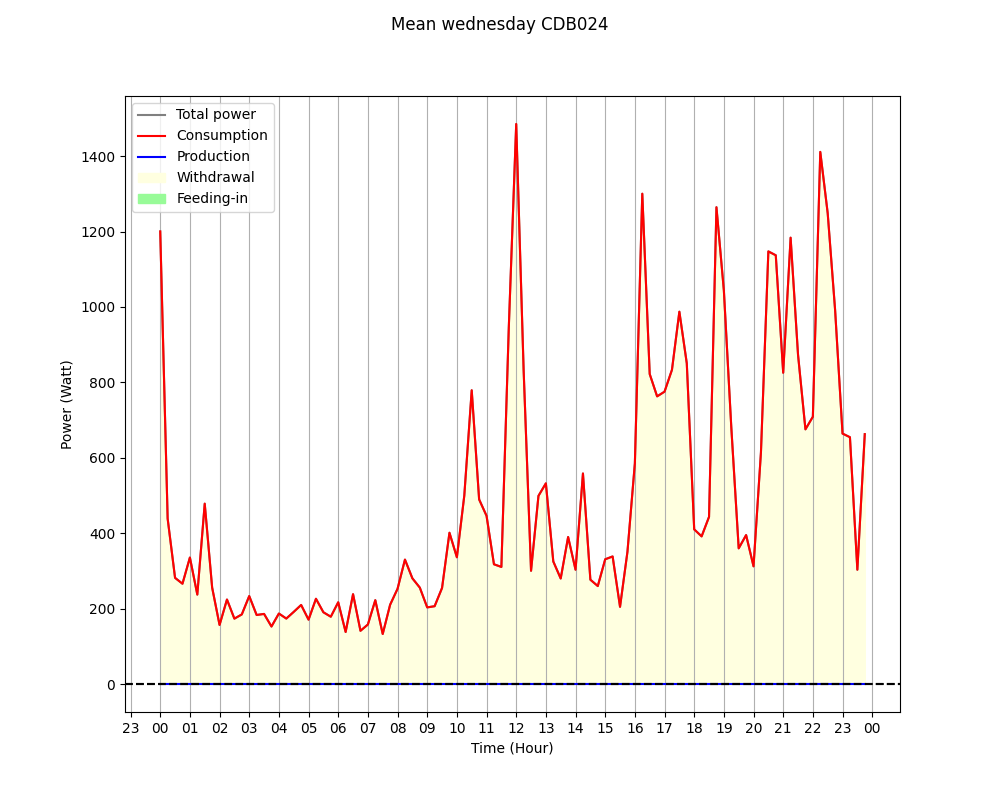 Mean wednesday CDB024
Total power
Consumption
Production
Withdrawal
Feeding-in
Power (Watt)
1400
1200
1000
800
600
400
200
0
23 00 01 02 03 04 05 06 07 08 09 10 11 12 13 14 15 16 17 18 19 20 21 22 23 00
Time (Hour)